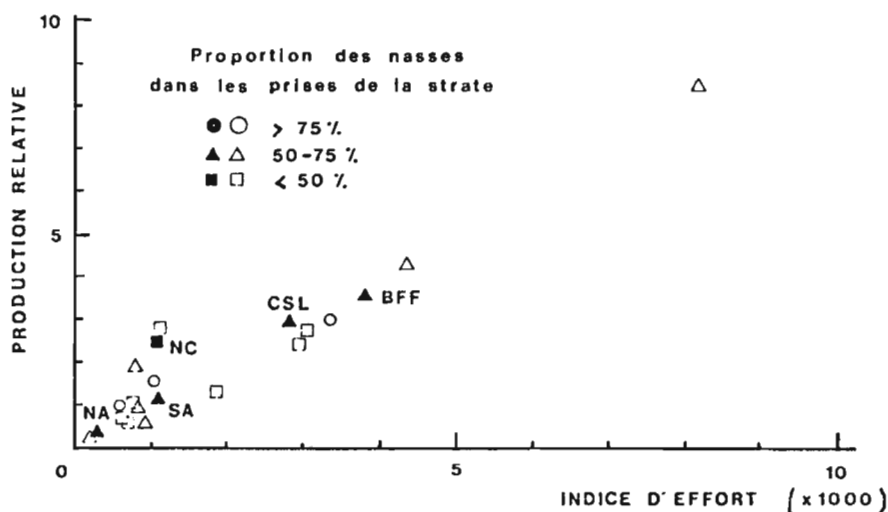 10
Proportion des nasses
dans les prises de la strate
> 75 %
50-75 %
< 50 %
PRODUCTION RELATIVE
5
CSL
BFF
NC
NA
SA
0
5
10
INDICE D'EFFORT (x1000)